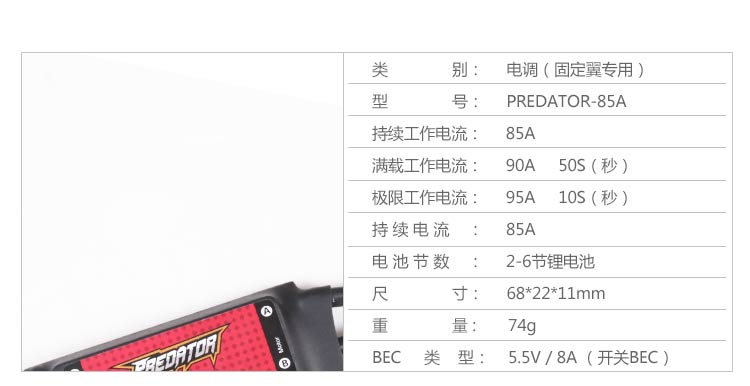 类 别： 电调（固定翼专用）
型 号： PREDATOR-85A
持续工作电流： 85A
满载工作电流： 90A 50S（秒）
极限工作电流： 95A 10S（秒）
持续电流 ： 85A
电池节数 ： 2-6节锂电池
尺 寸： 68*22*11mm
重 量： 74g
BEC 类 型： 5.5V / 8A （开关BEC）
A
Motor
B
PREDATOR